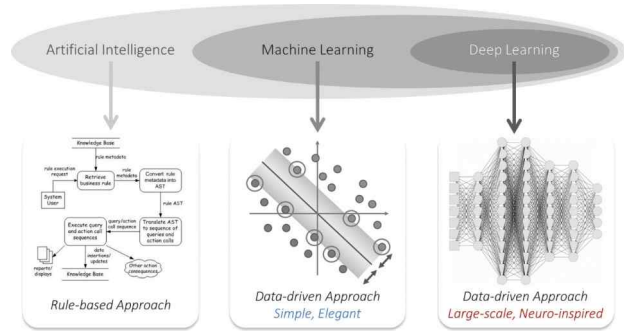 Artificial Intelligence
Machine Learning
Deep Learning
Knowledge Base
rule metadata
rule execution
request
Retrieve
business rule
rule
metadata
Convert rule
metadata into
AST
System
User
rule AST
Execute query
and action call
sequences
query/action
call sequence
Translate AST
to sequence of
queries and
action calls
reports/
displays
data
insertions/
updates
Other action
consequences
Knowledge Base
Rule-based Approach
Data-driven Approach
Simple, Elegant
Data-driven Approach
Large-scale, Neuro-inspired